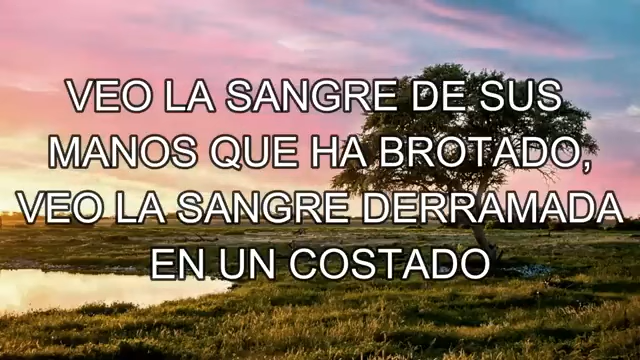 VEO LA SANGRE DE SUS
MANOS QUE HA BROTADO,
VEO LA SANGRE DERRAMADA
EN UN COSTADO